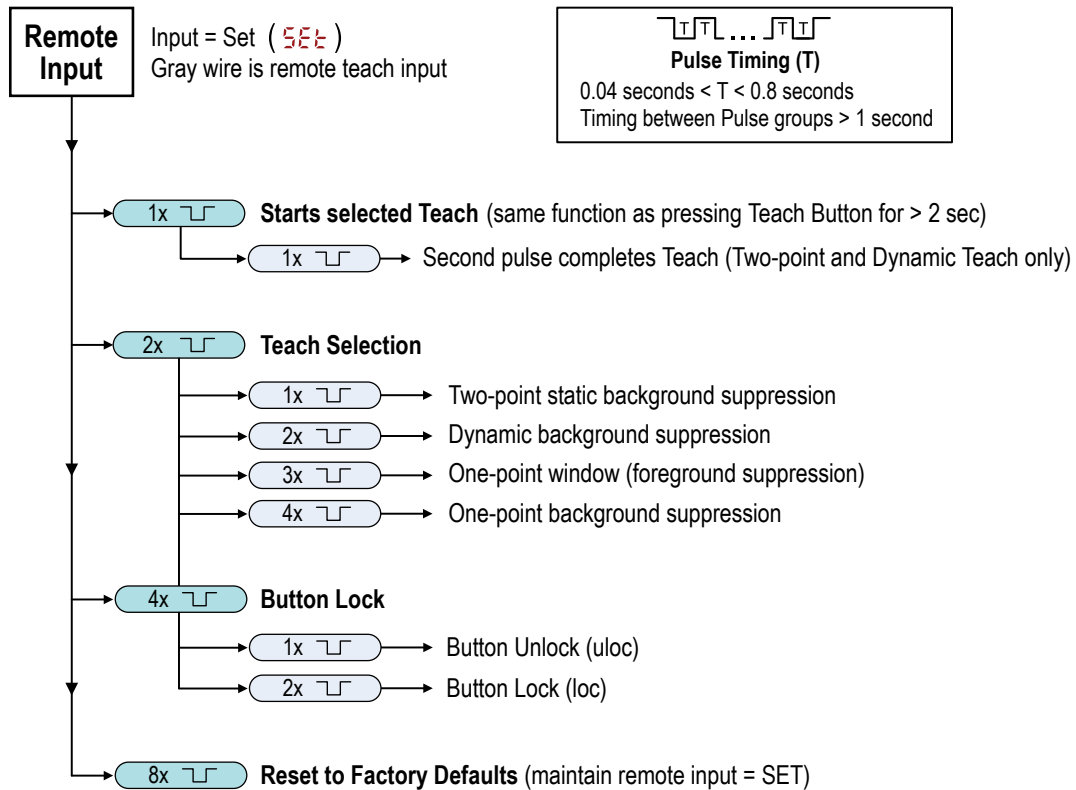 Remote
Input
Input = Set (SEt)
Gray wire is remote teach input
T T ... T T
Pulse Timing (T)
0.04 seconds < T < 0.8 seconds
Timing between Pulse groups > 1 second
1x Starts selected Teach (same function as pressing Teach Button for > 2 sec)
1x Second pulse completes Teach (Two-point and Dynamic Teach only)
2x Teach Selection
1x Two-point static background suppression
2x Dynamic background suppression
3x One-point window (foreground suppression)
4x One-point background suppression
4x Button Lock
1x Button Unlock (uloc)
2x Button Lock (loc)
8x Reset to Factory Defaults (maintain remote input = SET)